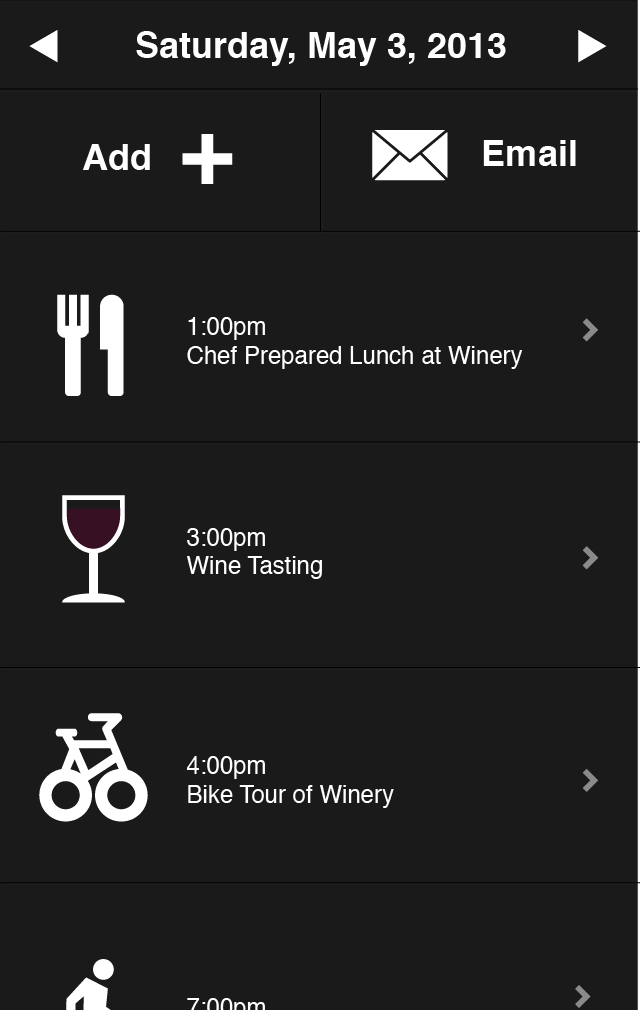 Saturday, May 3, 2013
Add
Email
1:00pm
Chef Prepared Lunch at Winery
3:00pm
Wine Tasting
4:00pm
Bike Tour of Winery
7:00pm